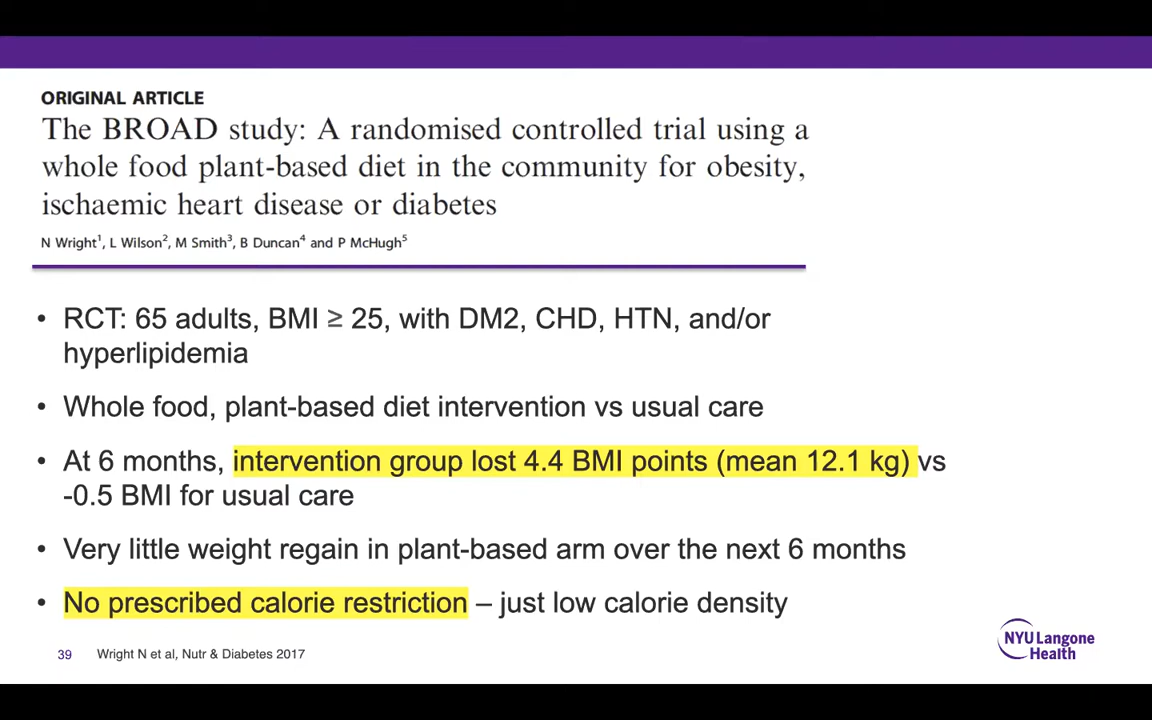 ORIGINAL ARTICLE
The BROAD study: A randomised controlled trial using a
whole food plant-based diet in the community for obesity,
ischaemic heart disease or diabetes
N Wright¹, L Wilson², M Smith³, B Duncan⁴ and P McHugh⁵
• RCT: 65 adults, BMI ≥ 25, with DM2, CHD, HTN, and/or
hyperlipidemia
• Whole food, plant-based diet intervention vs usual care
• At 6 months, intervention group lost 4.4 BMI points (mean 12.1 kg) vs
-0.5 BMI for usual care
• Very little weight regain in plant-based arm over the next 6 months
• No prescribed calorie restriction – just low calorie density
39 Wright N et al, Nutr & Diabetes 2017
NYU Langone
Health